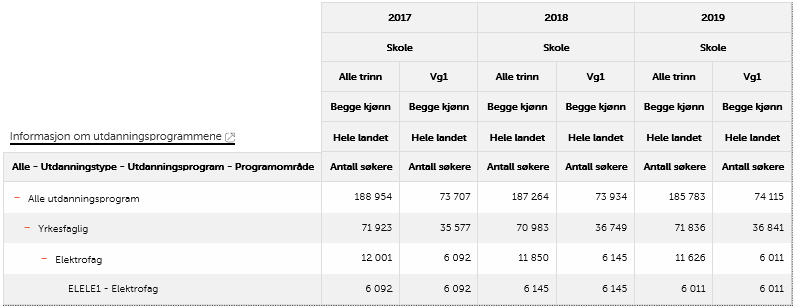 2017 2018 2019
Skole Skole Skole
Alle trinn Vg1 Alle trinn Vg1 Alle trinn Vg1
Begge kjønn Begge kjønn Begge kjønn Begge kjønn Begge kjønn Begge kjønn
Informasjon om utdanningsprogrammene Hele landet Hele landet Hele landet Hele landet Hele landet Hele landet
Alle - Utdanningstype - Utdanningsprogram - Programområde Antall søkere Antall søkere Antall søkere Antall søkere Antall søkere Antall søkere
− Alle utdanningsprogram 188 954 73 707 187 264 73 934 185 783 74 115
− Yrkesfaglig 71 923 35 577 70 983 36 749 71 836 36 841
− Elektrofag 12 001 6 092 11 850 6 145 11 626 6 011
ELELE1 - Elektrofag 6 092 6 092 6 145 6 145 6 011 6 011